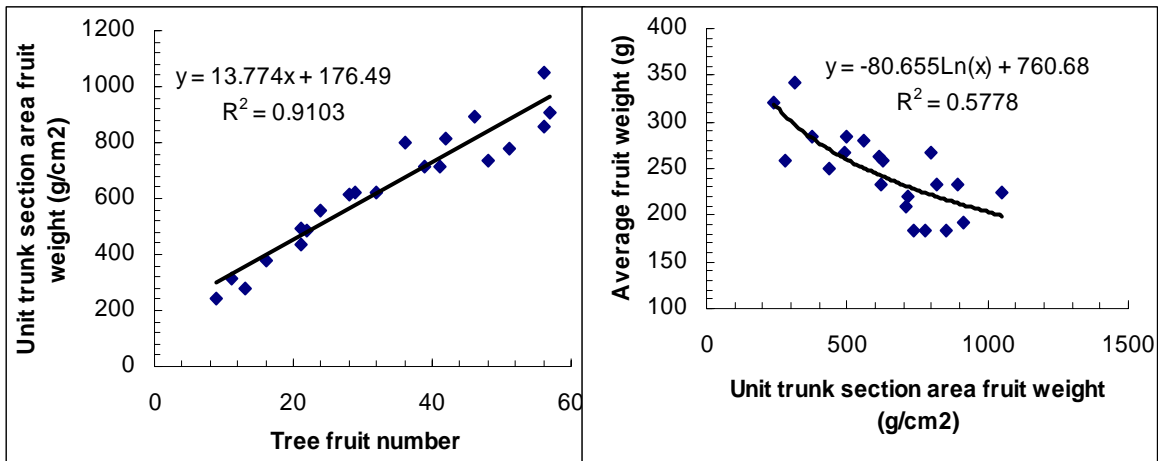 Unit trunk section area fruit
weight (g/cm2)
1200
1000
800
600
400
200
0
y = 13.774x + 176.49
R² = 0.9103
0 20 40 60
Tree fruit number
Average fruit weight (g)
400
350
300
250
200
150
100
y = -80.655Ln(x) + 760.68
R² = 0.5778
0 500 1000 1500
Unit trunk section area fruit weight
(g/cm2)